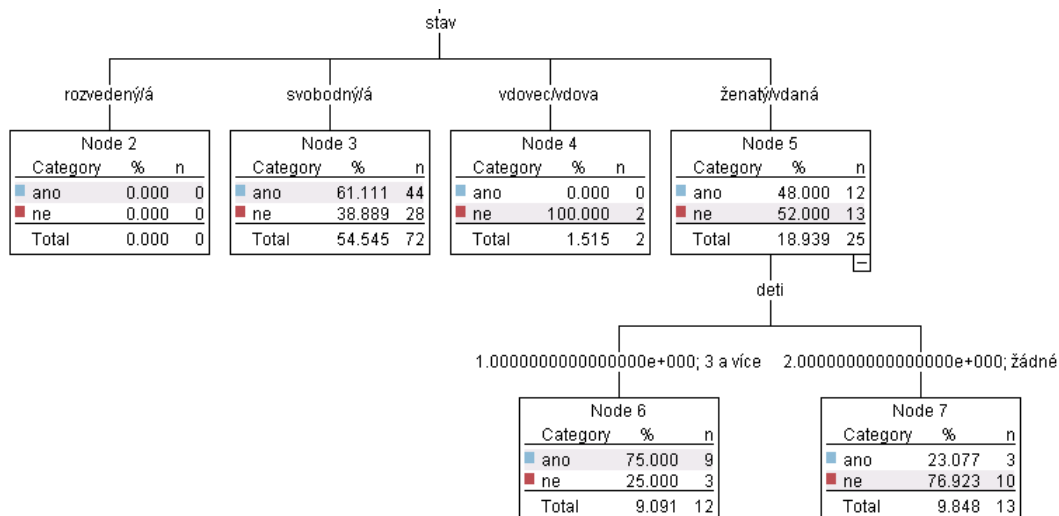 stav
rozvedený/á svobodný/á vdovec/vdova ženatý/vdaná
Node 2 Node 3 Node 4 Node 5
Category % n Category % n Category % n Category % n
ano 0.000 0 ano 61.111 44 ano 0.000 0 ano 48.000 12
ne 0.000 0 ne 38.889 28 ne 100.000 2 ne 52.000 13
Total 0.000 0 Total 54.545 72 Total 1.515 2 Total 18.939 25
deti
1.00000000000000000e+000; 3 a více 2.00000000000000000e+000; žádné
Node 6 Node 7
Category % n Category % n
ano 75.000 9 ano 23.077 3
ne 25.000 3 ne 76.923 10
Total 9.091 12 Total 9.848 13